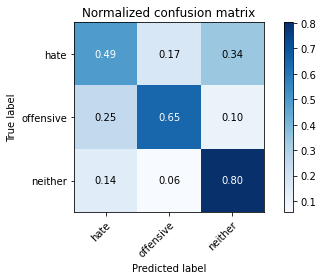 Normalized confusion matrix
True label
hate
0.49 0.17 0.34
offensive
0.25 0.65 0.10
neither
0.14 0.06 0.80
hate offensive neither
Predicted label
0.8
0.7
0.6
0.5
0.4
0.3
0.2
0.1